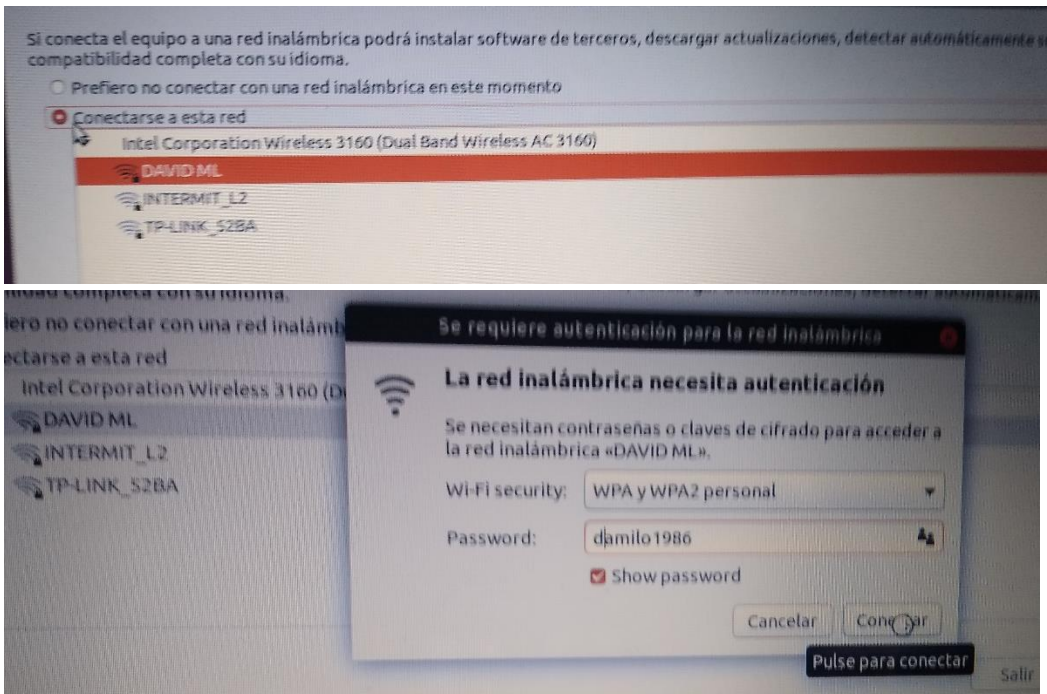 Si conecta el equipo a una red inalámbrica podrá instalar software de terceros, descargar actualizaciones, detectar automáticamente
compatibilidad completa con su idioma.
Prefiero no conectar con una red inalámbrica en este momento
Conectarse a esta red
Intel Corporation Wireless 3160 (Dual Band Wireless AC 3160)
DAVID ML
INTERMIT_L2
TP-LINK_52BA
completa con su idioma.
iero no conectar con una red inalámb
ectarse a esta red
Intel Corporation Wireless 3160 (D
DAVID ML
INTERMIT_L2
TP-LINK_52BA
Se requiere autenticación para la red inalámbrica
La red inalámbrica necesita autenticación
Se necesitan contraseñas o claves de cifrado para acceder a
la red inalámbrica «DAVID ML».
Wi-Fi security: WPA y WPA2 personal
Password: damilo1986
Show password
Cancelar Conectar
Pulse para conectar
Salir